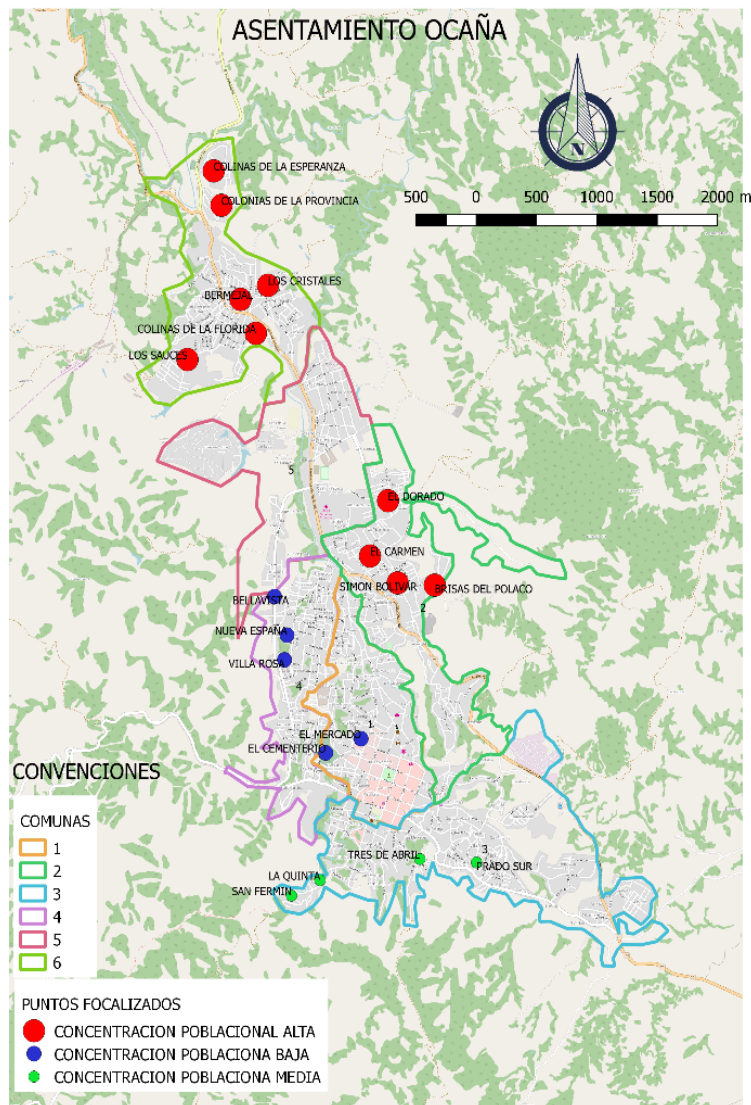 ASENTAMIENTO OCAÑA
N
500 0 500 1000 1500 2000 m
COLINAS DE LA ESPERANZA
COLONIAS DE LA PROVINCIA
LOS CRISTALES
BERMEJAL
COLINAS DE LA FLORIDA
LOS SAUCES
5
EL DORADO
EL CARMEN
SIMON BOLIVAR
BRISAS DEL POLACO
2
BELLAVISTA
NUEVA ESPAÑA
VILLA ROSA
4
1
EL MERCADO
EL CEMENTERIO
3
TRES DE ABRIL
PRADO SUR
LA QUINTA
SAN FERMIN
CONVENCIONES
COMUNAS
1
2
3
4
5
6
PUNTOS FOCALIZADOS
CONCENTRACION POBLACIONAL ALTA
CONCENTRACION POBLACIONA BAJA
CONCENTRACION POBLACIONA MEDIA